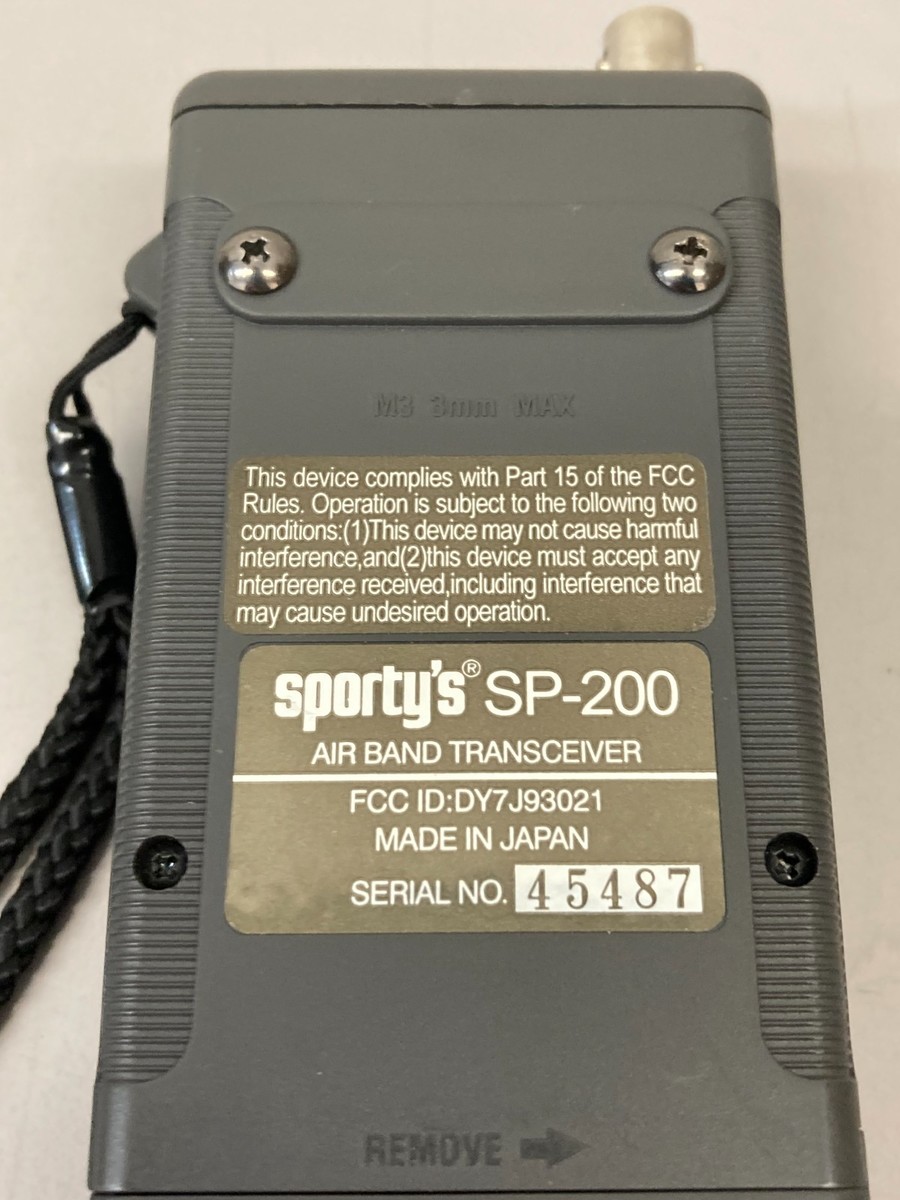 M3 3mm MAX
This device complies with Part 15 of the FCC
Rules. Operation is subject to the following two
conditions:(1)This device may not cause harmful
interference,and(2)this device must accept any
interference received,including interference that
may cause undesired operation.
sporty's® SP-200
AIR BAND TRANSCEIVER
FCC ID:DY7J93021
MADE IN JAPAN
SERIAL NO. 45487
REMOVE